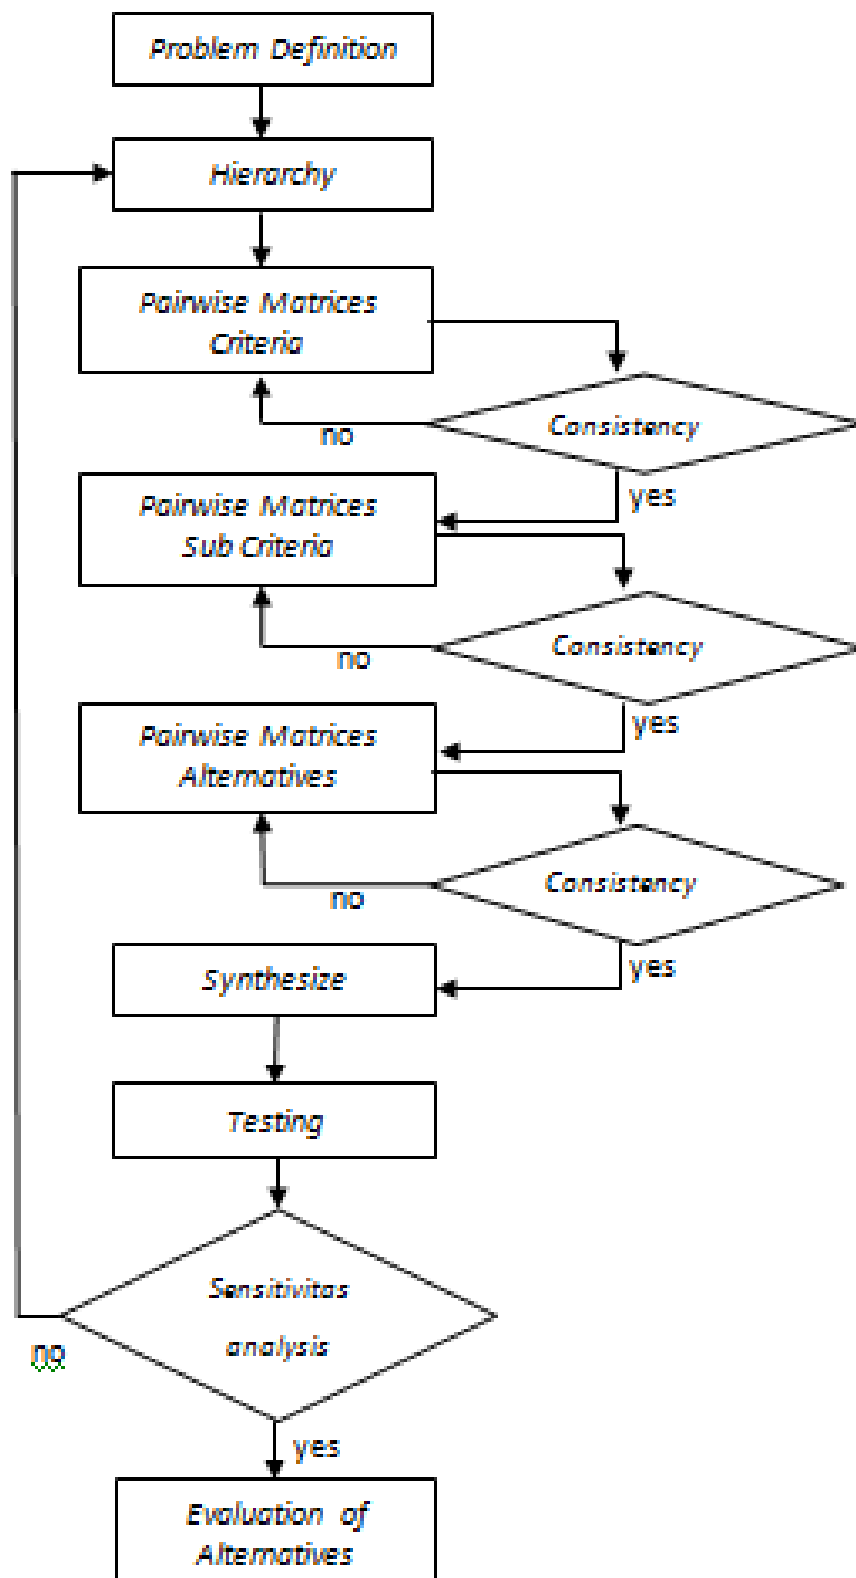 Problem Definition
Hierarchy
Pairwise Matrices
Criteria
Consistency
no
yes
Pairwise Matrices
Sub Criteria
Consistency
no
yes
Pairwise Matrices
Alternatives
Consistency
no
yes
Synthesize
Testing
Sensitivitas
analysis
no
yes
Evaluation of
Alternatives